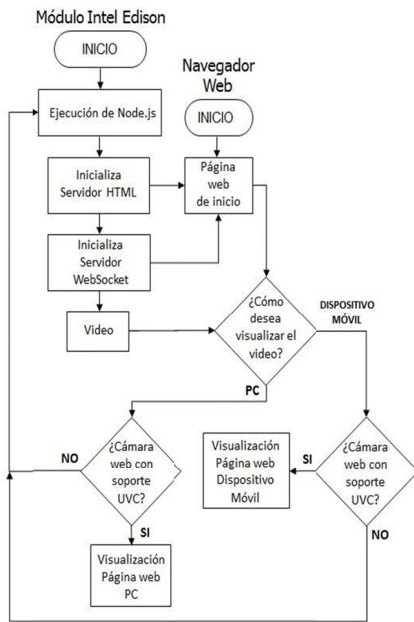 Módulo Intel Edison
INICIO
Navegador
Web
INICIO
Ejecución de Node.js
Inicializa
Servidor HTML
Página
web
de inicio
Inicializa
Servidor
WebSocket
Video
¿Cómo
desea
visualizar el
video?
DISPOSITIVO
MÓVIL
PC
¿Cámara
web con
soporte
UVC?
NO
SI
Visualización
Página web
PC
Visualización
Página web
Dispositivo
Móvil
SI
¿Cámara
web con
soporte
UVC?
NO